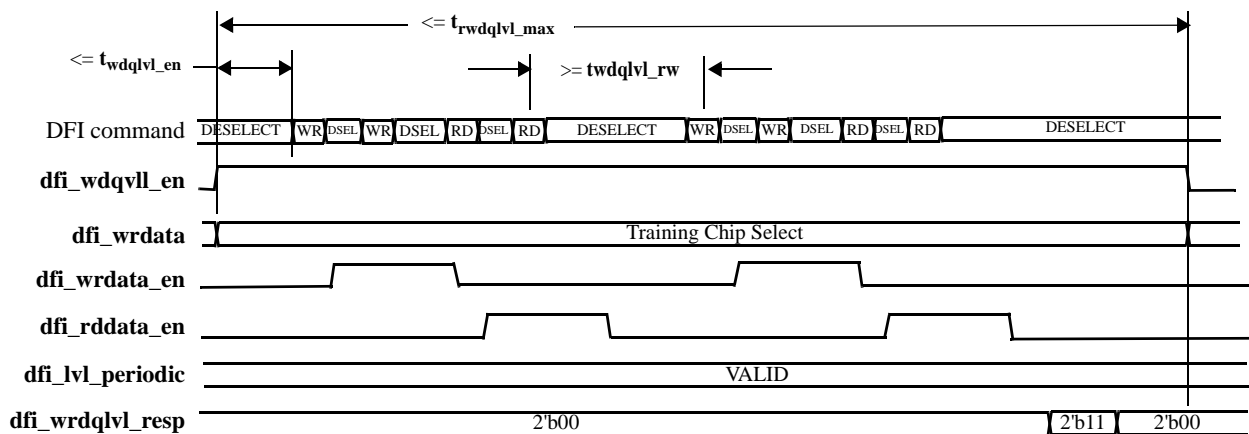 <= trwdqlvl_max
<= twdqlvl_en
>= twdqlvl_rw
DFI command DESELECT WR DSEL WR DSEL RD DSEL RD DESELECT WR DSEL WR DSEL RD DSEL RD DESELECT
dfi_wdqvll_en
dfi_wrdata Training Chip Select
dfi_wrdata_en
dfi_rddata_en
dfi_lvl_periodic VALID
dfi_wrdqlvl_resp 2'b00 2'b11 2'b00